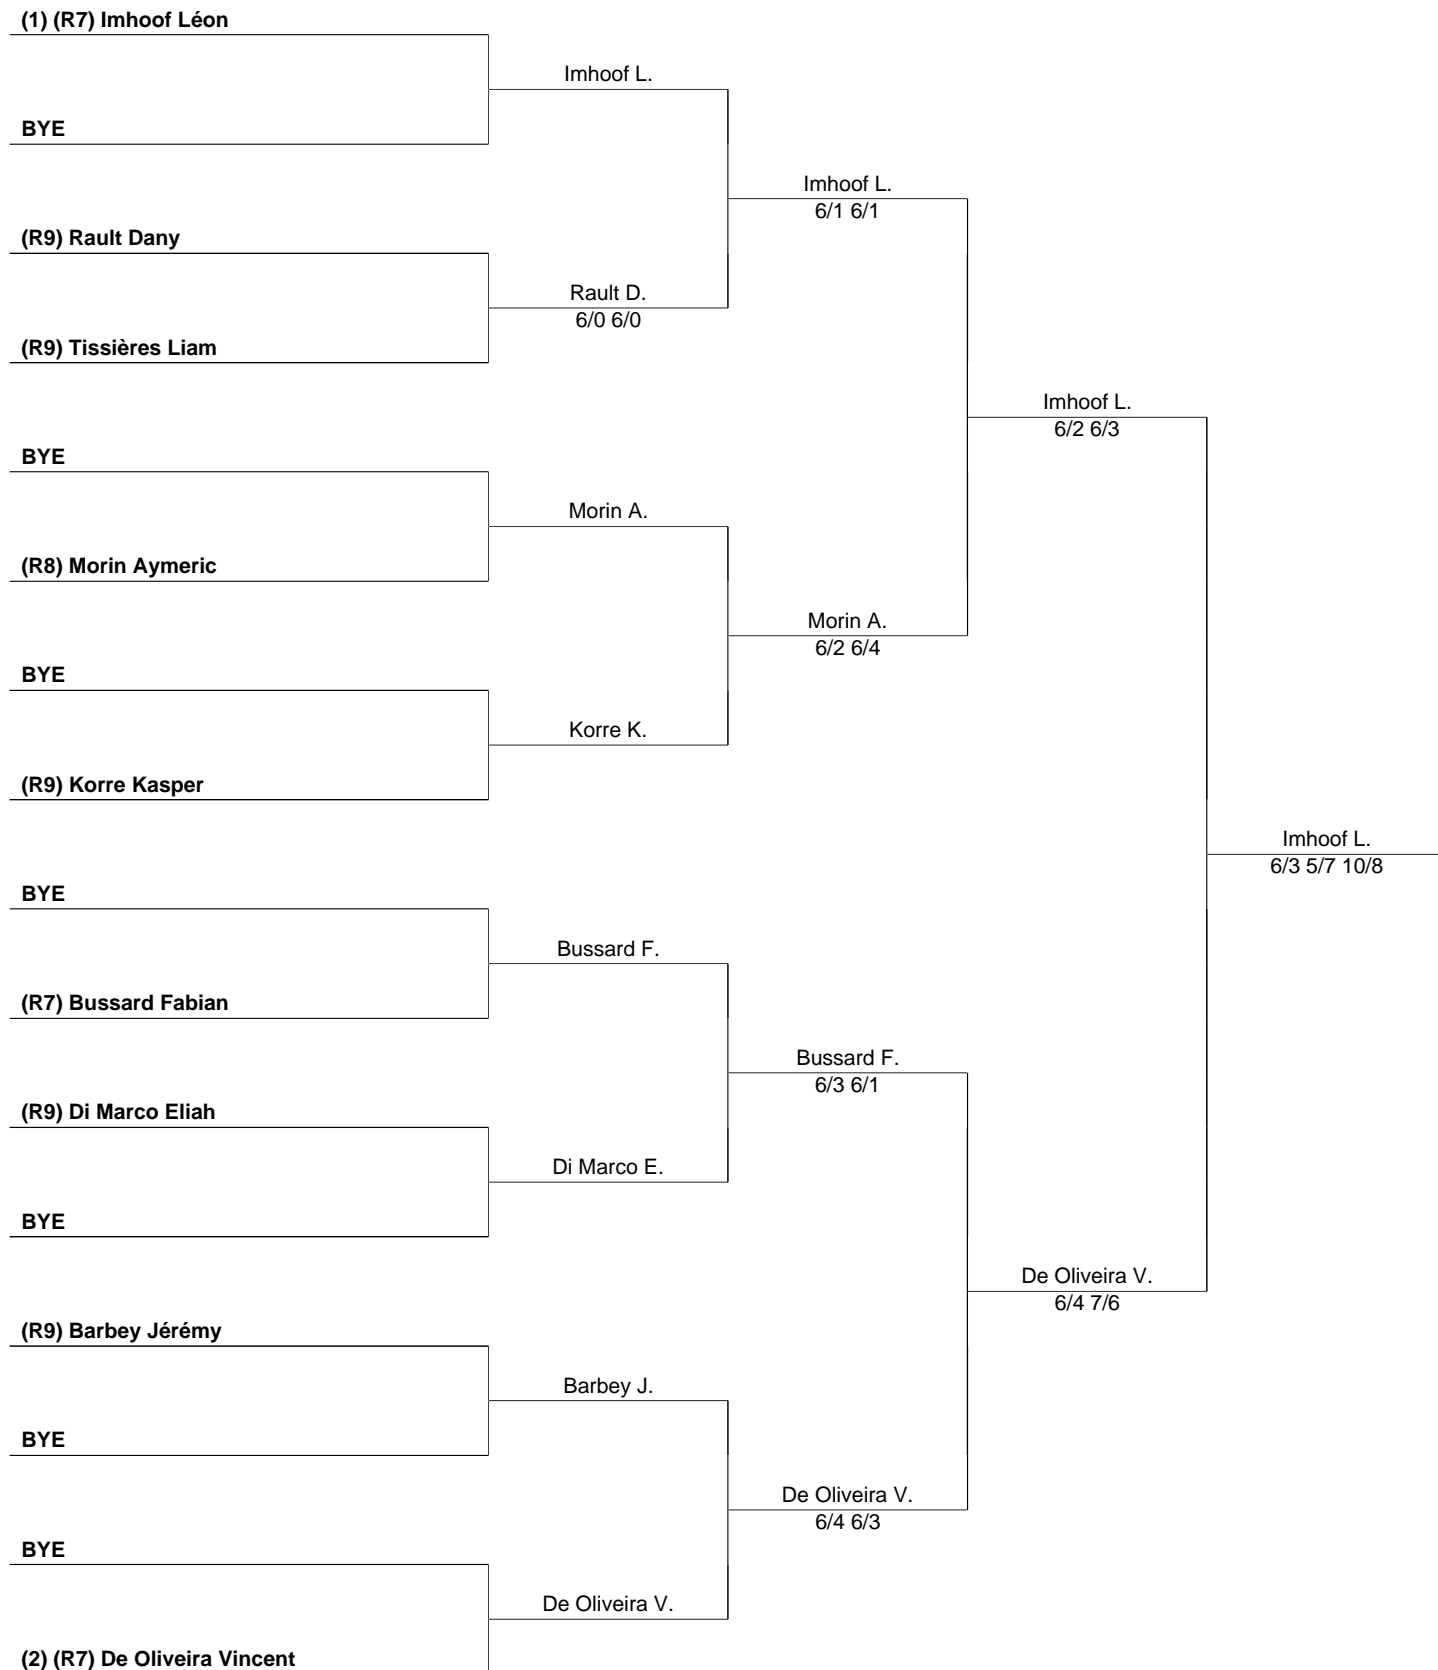 (1) (R7) Imhoof Léon
Imhoof L.
BYE
Imhoof L.
6/1 6/1
(R9) Rault Dany
Rault D.
6/0 6/0
(R9) Tissières Liam
Imhoof L.
6/2 6/3
BYE
Morin A.
(R8) Morin Aymeric
Morin A.
6/2 6/4
BYE
Korre K.
(R9) Korre Kasper
Imhoof L.
6/3 5/7 10/8
BYE
Bussard F.
(R7) Bussard Fabian
Bussard F.
6/3 6/1
(R9) Di Marco Eliah
Di Marco E.
BYE
De Oliveira V.
6/4 7/6
(R9) Barbey Jérémy
Barbey J.
BYE
De Oliveira V.
6/4 6/3
BYE
De Oliveira V.
(2) (R7) De Oliveira Vincent